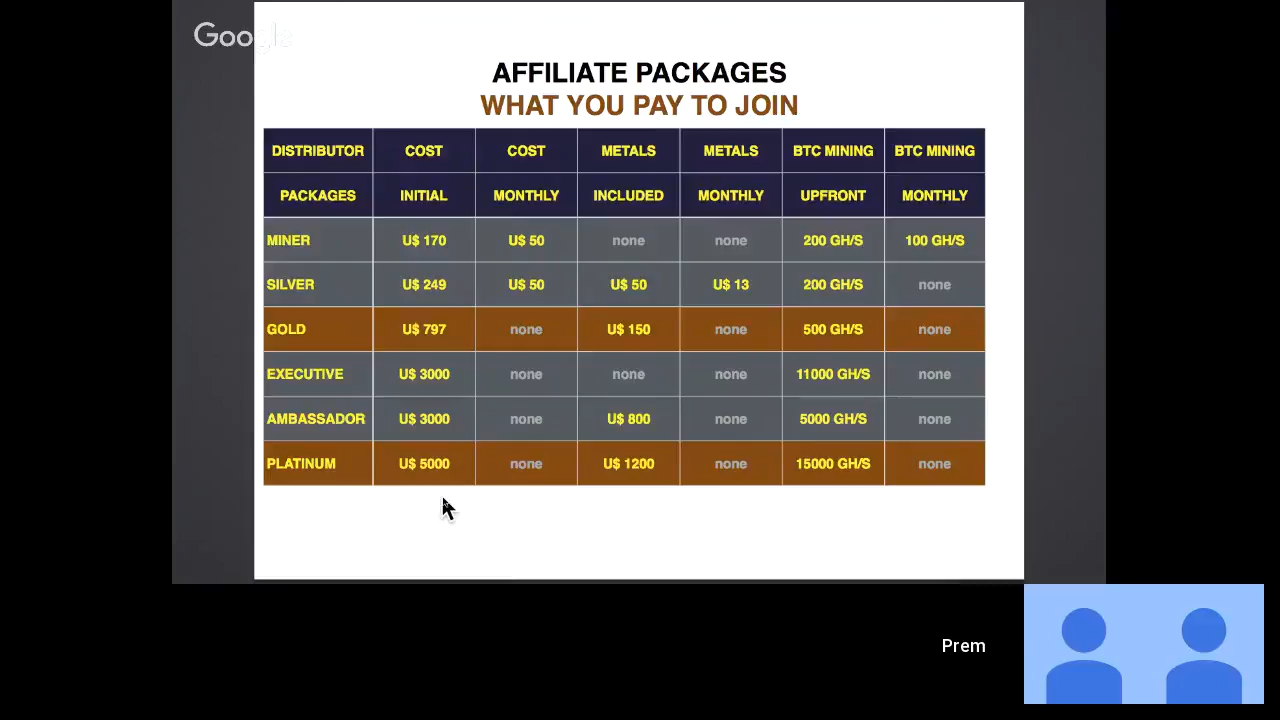 Google
AFFILIATE PACKAGES
WHAT YOU PAY TO JOIN
DISTRIBUTOR COST COST METALS METALS BTC MINING BTC MINING
PACKAGES INITIAL MONTHLY INCLUDED MONTHLY UPFRONT MONTHLY
MINER U$ 170 U$ 50 none none 200 GH/S 100 GH/S
SILVER U$ 249 U$ 50 U$ 50 U$ 13 200 GH/S none
GOLD U$ 797 none U$ 150 none 500 GH/S none
EXECUTIVE U$ 3000 none none none 11000 GH/S none
AMBASSADOR U$ 3000 none U$ 800 none 5000 GH/S none
PLATINUM U$ 5000 none U$ 1200 none 15000 GH/S none
Prem